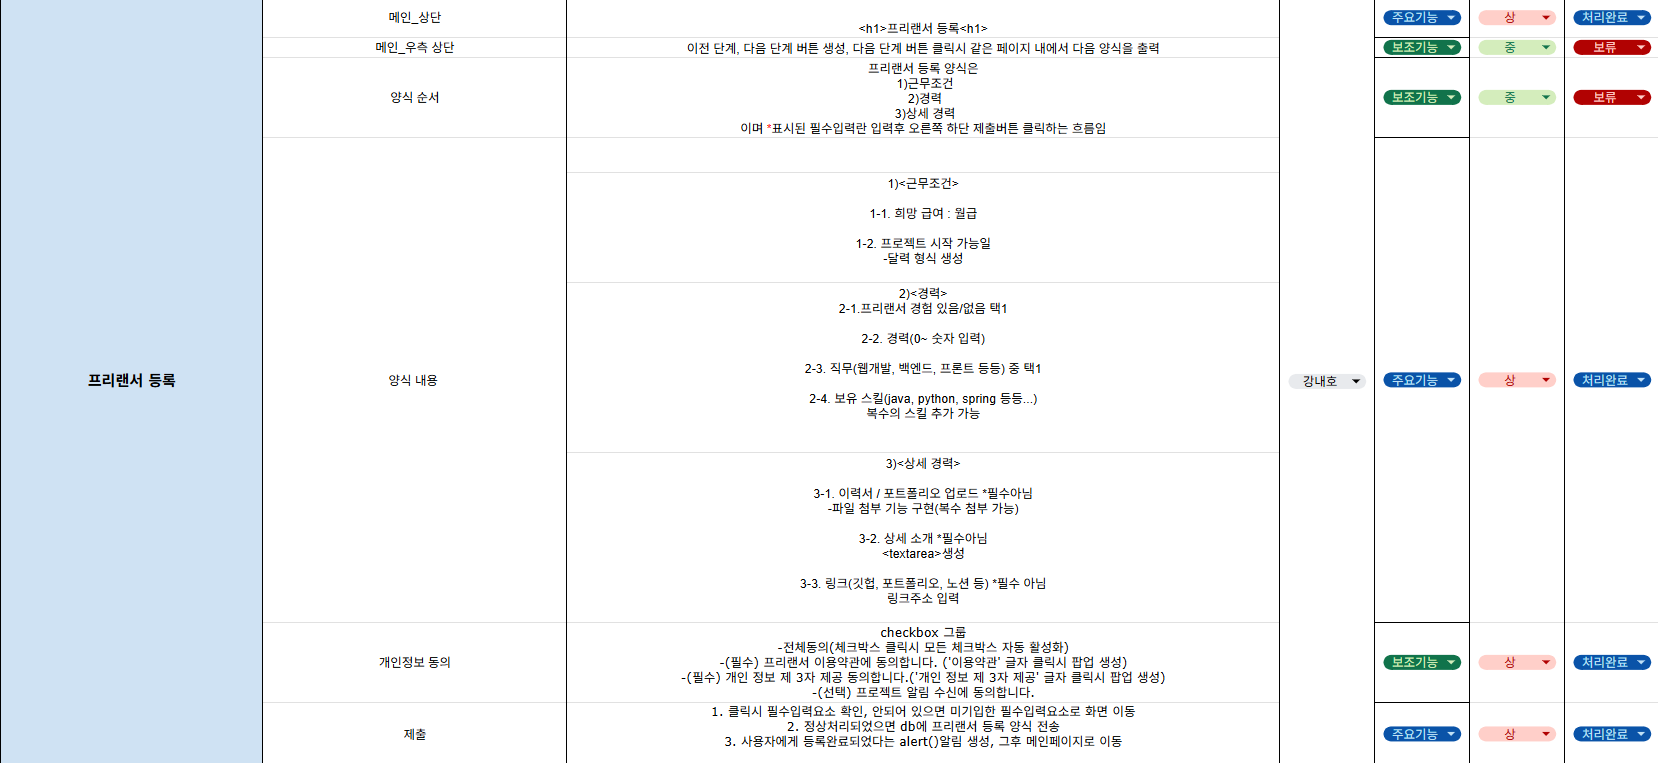 메인_상단
<h1>프리랜서 등록<h1>
주요기능
상
처리완료
메인_우측 상단
이전 단계, 다음 단계 버튼 생성, 다음 단계 버튼 클릭시 같은 페이지 내에서 다음 양식을 출력
보조기능
중
보류
양식 순서
프리랜서 등록 양식은
1)근무조건
2)경력
3)상세 경력
이며 *표시된 필수입력란 입력후 오른쪽 하단 제출버튼 클릭하는 흐름임
보조기능
중
보류
프리랜서 등록
양식 내용
1)<근무조건>
1-1. 희망 급여 : 월급
1-2. 프로젝트 시작 가능일
-달력 형식 생성
2)<경력>
2-1.프리랜서 경험 있음/없음 택1
2-2. 경력(0~ 숫자 입력)
2-3. 직무(웹개발, 백엔드, 프론트 등등) 중 택1
2-4. 보유 스킬(java, python, spring 등등...)
복수의 스킬 추가 가능
3)<상세 경력>
3-1. 이력서 / 포트폴리오 업로드 *필수아님
-파일 첨부 기능 구현(복수 첨부 가능)
3-2. 상세 소개 *필수아님
<textarea>생성
3-3. 링크(깃헙, 포트폴리오, 노션 등) *필수 아님
링크주소 입력
강내호
주요기능
상
처리완료
개인정보 동의
checkbox 그룹
-전체동의(체크박스 클릭시 모든 체크박스 자동 활성화)
-(필수) 프리랜서 이용약관에 동의합니다. ('이용약관' 글자 클릭시 팝업 생성)
-(필수) 개인 정보 제 3자 제공 동의합니다.('개인 정보 제 3자 제공' 글자 클릭시 팝업 생성)
-(선택) 프로젝트 알림 수신에 동의합니다.
보조기능
상
처리완료
제출
1. 클릭시 필수입력요소 확인, 안되어 있으면 미기입한 필수입력요소로 화면 이동
2. 정상처리되었으면 db에 프리랜서 등록 양식 전송
3. 사용자에게 등록완료되었다는 alert()알림 생성, 그후 메인페이지로 이동
주요기능
상
처리완료